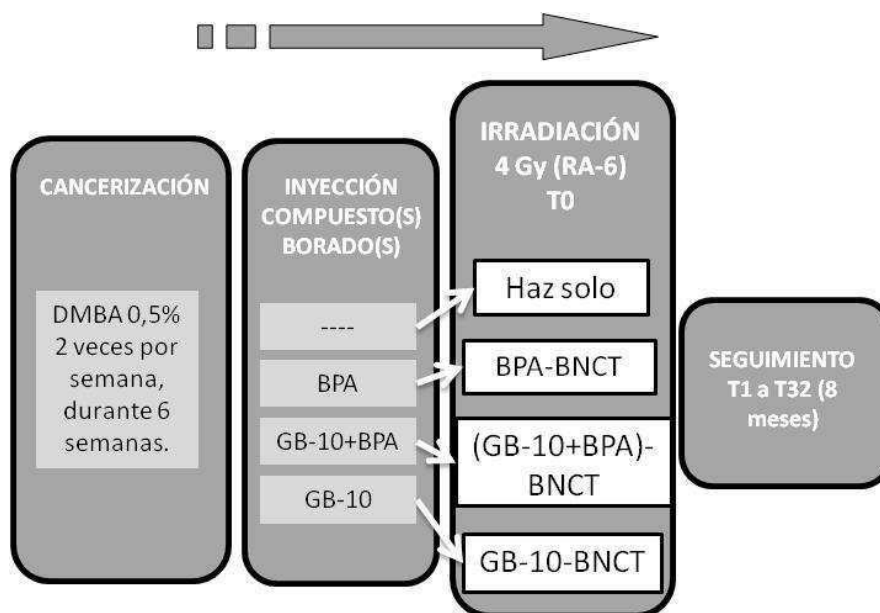 CANCERIZACIÓN
DMBA 0,5%
2 veces por
semana,
durante 6
semanas.
INYECCIÓN
COMPUESTO(S)
BORADO(S)
----
BPA
GB-10+BPA
GB-10
IRRADIACIÓN
4 Gy (RA-6)
T0
Haz solo
BPA-BNCT
(GB-10+BPA)-
BNCT
GB-10-BNCT
SEGUIMIENTO
T1 a T32 (8
meses)